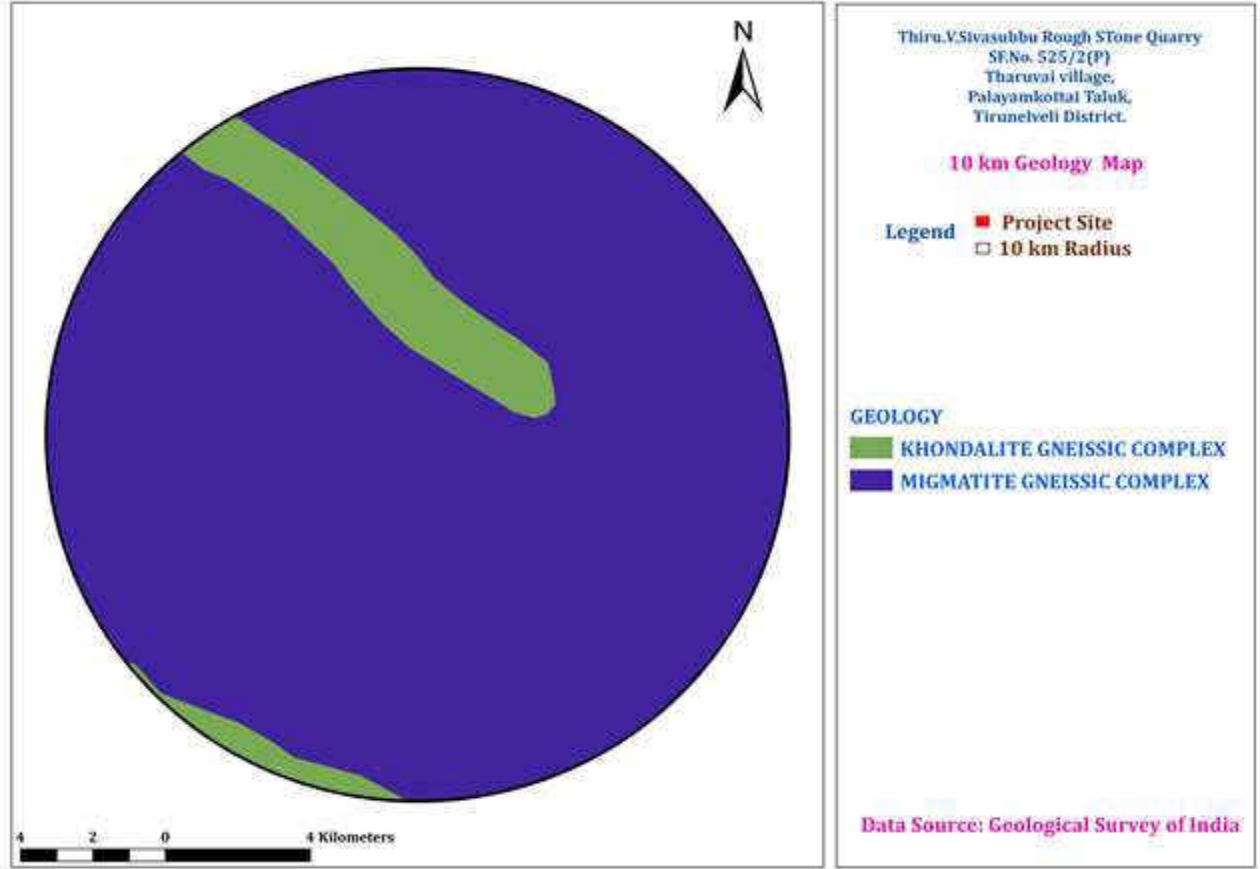 N
Thiru.V.Sivasubbu Rough STone Quarry
SF.No. 525/2(P)
Tharuvai village,
Palayamkottai Taluk,
Tirunelveli District.
10 km Geology Map
Legend
Project Site
10 km Radius
GEOLOGY
KHONDALITE GNEISSIC COMPLEX
MIGMATITE GNEISSIC COMPLEX
4 2 0 4 Kilometers
Data Source: Geological Survey of India